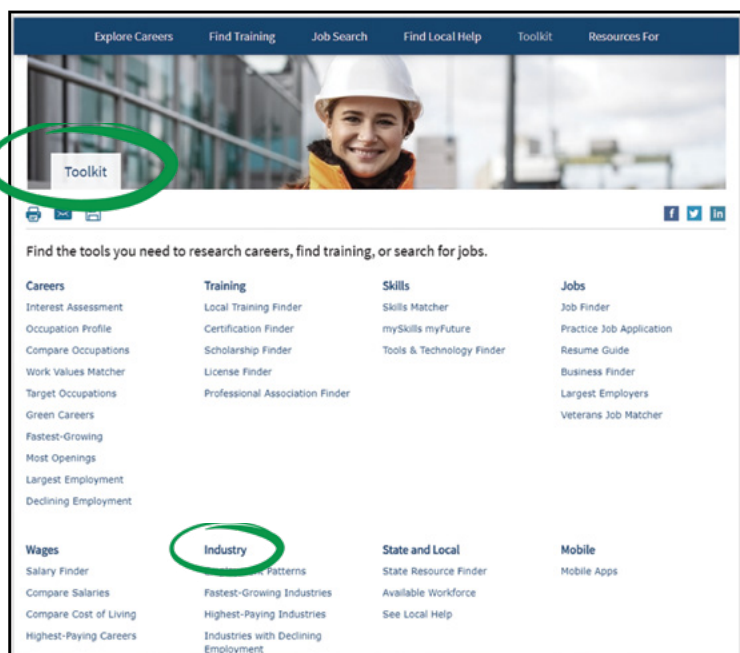 Explore Careers Find Training Job Search Find Local Help Toolkit Resources For
Toolkit
f in
Find the tools you need to research careers, find training, or search for jobs.
Careers
Interest Assessment
Occupation Profile
Compare Occupations
Work Values Matcher
Target Occupations
Green Careers
Fastest-Growing
Most Openings
Largest Employment
Declining Employment
Training
Local Training Finder
Certification Finder
Scholarship Finder
License Finder
Professional Association Finder
Skills
Skills Matcher
mySkills myFuture
Tools & Technology Finder
Jobs
Job Finder
Practice Job Application
Resume Guide
Business Finder
Largest Employers
Veterans Job Matcher
Wages
Salary Finder
Compare Salaries
Compare Cost of Living
Highest-Paying Careers
Industry
Employment Patterns
Fastest-Growing Industries
Highest-Paying Industries
Industries with Declining
Employment
State and Local
State Resource Finder
Available Workforce
See Local Help
Mobile
Mobile Apps